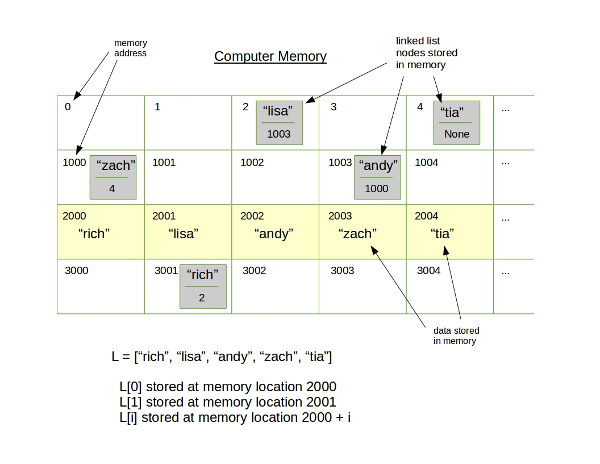 memory
address
Computer Memory
linked list
nodes stored
in memory
0
1
2
"lisa"
1003
3
4
"tia"
None
...
1000
"zach"
4
1001
1002
1003
"andy"
1000
1004
...
2000
"rich"
2001
"lisa"
2002
"andy"
2003
"zach"
2004
"tia"
...
3000
3001
"rich"
2
3002
3003
3004
...
data stored
in memory
L = ["rich", "lisa", "andy", "zach", "tia"]
L[0] stored at memory location 2000
L[1] stored at memory location 2001
L[i] stored at memory location 2000 + i